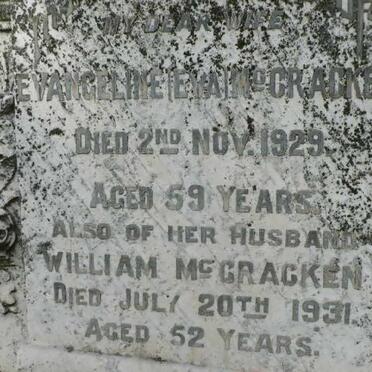 MY DEAR WIFE
EVANGELINE (EVA) MCCRACKE
DIED 2ND NOV. 1929
AGED 59 YEARS.
ALSO OF HER HUSBAND
WILLIAM MCCRACKEN
DIED JULY 20TH 1931.
AGED 52 YEARS.